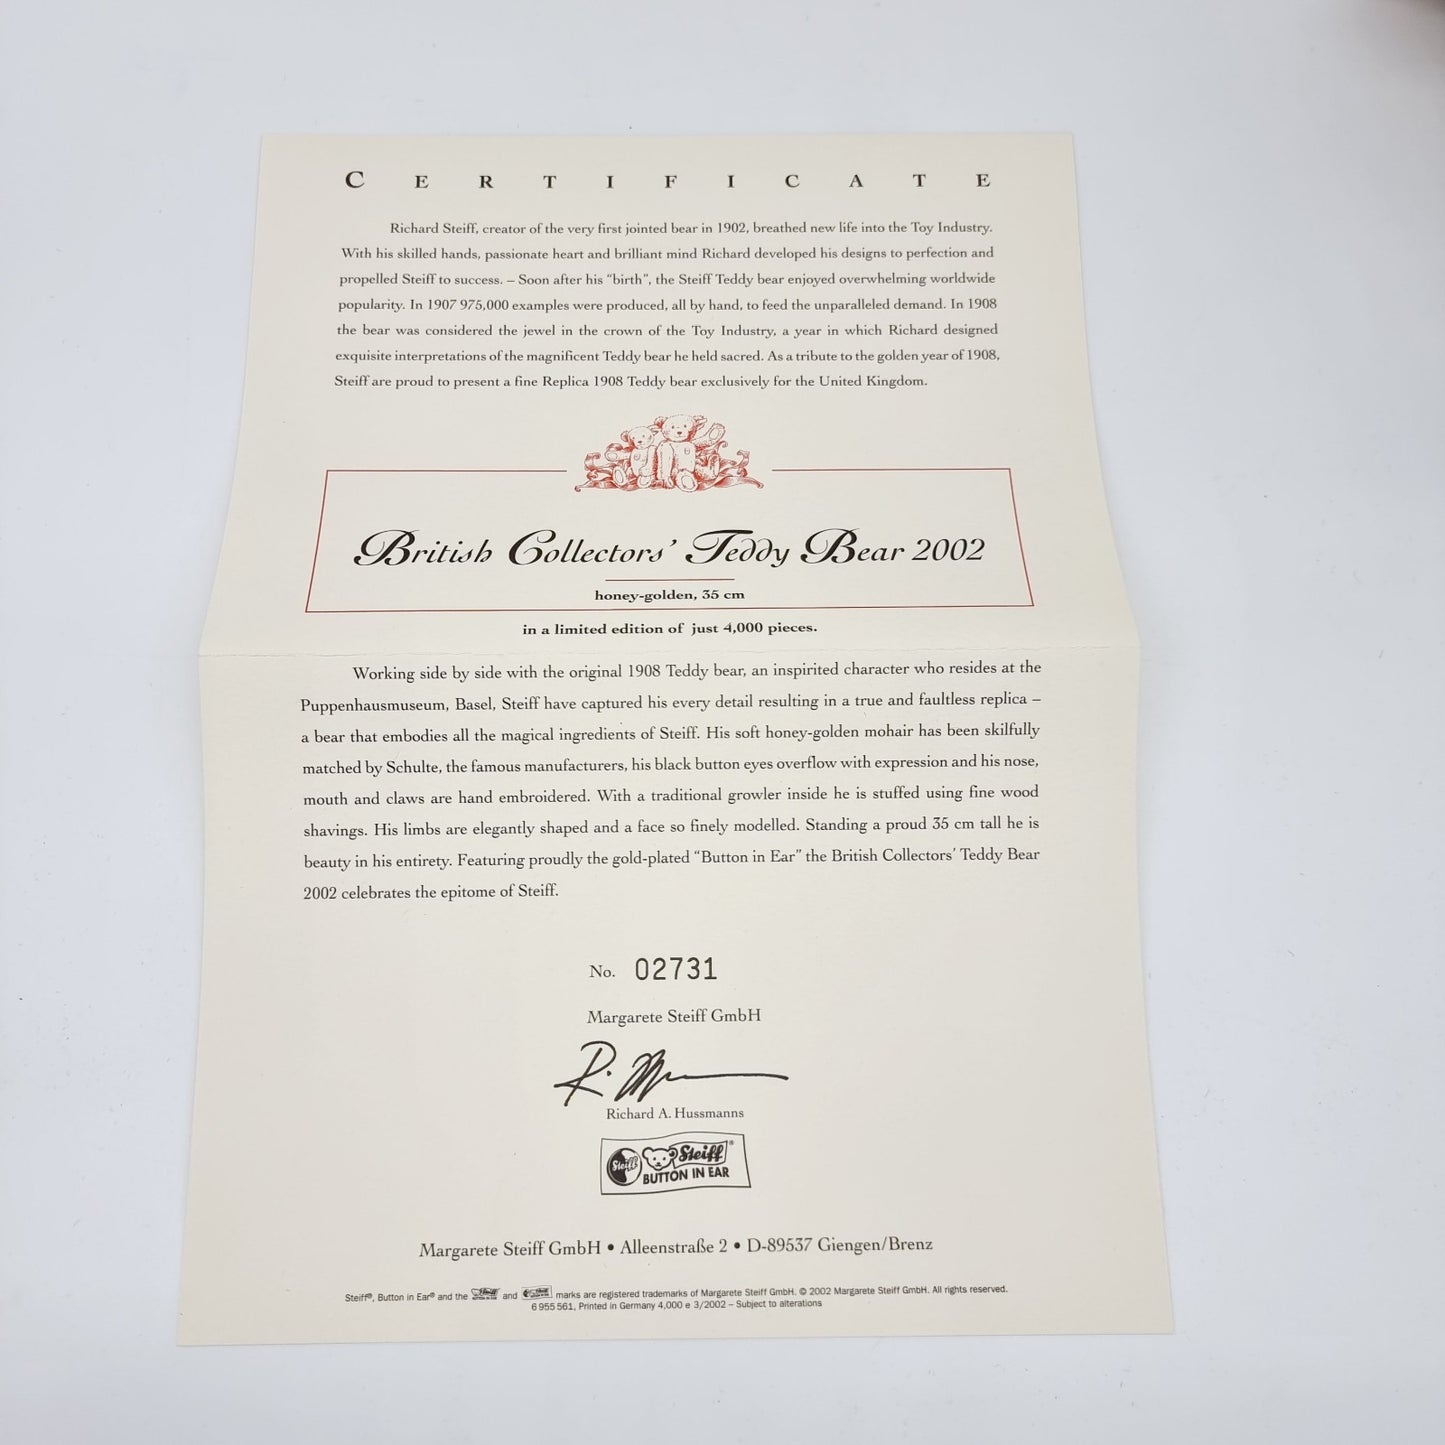 CERTIFICATE
Richard Steiff, creator of the very first jointed bear in 1902, breathed new life into the Toy Industry.
With his skilled hands, passionate heart and brilliant mind Richard developed his designs to perfection and
propelled Steiff to success. – Soon after his "birth", the Steiff Teddy bear enjoyed overwhelming worldwide
popularity. In 1907 975,000 examples were produced, all by hand, to feed the unparalleled demand. In 1908
the bear was considered the jewel in the crown of the Toy Industry, a year in which Richard designed
exquisite interpretations of the magnificent Teddy bear he held sacred. As a tribute to the golden year of 1908,
Steiff are proud to present a fine Replica 1908 Teddy bear exclusively for the United Kingdom.
British Collectors' Teddy Bear 2002
honey-golden, 35 cm
in a limited edition of just 4,000 pieces.
Working side by side with the original 1908 Teddy bear, an inspirited character who resides at the
Puppenhausmuseum, Basel, Steiff have captured his every detail resulting in a true and faultless replica –
a bear that embodies all the magical ingredients of Steiff. His soft honey-golden mohair has been skilfully
matched by Schulte, the famous manufacturers, his black button eyes overflow with expression and his nose,
mouth and claws are hand embroidered. With a traditional growler inside he is stuffed using fine wood
shavings. His limbs are elegantly shaped and a face so finely modelled. Standing a proud 35 cm tall he is
beauty in his entirety. Featuring proudly the gold-plated "Button in Ear" the British Collectors' Teddy Bear
2002 celebrates the epitome of Steiff.
No. 02731
Margarete Steiff GmbH
Richard A. Hussmanns
Steiff Steiff®
BUTTON IN EAR
Margarete Steiff GmbH • Alleenstraße 2 • D-89537 Giengen/Brenz
Steiff®, Button in Ear® and the and marks are registered trademarks of Margarete Steiff GmbH. © 2002 Margarete Steiff GmbH. All rights reserved.
6 955 561, Printed in Germany 4,000 e 3/2002 – Subject to alterations